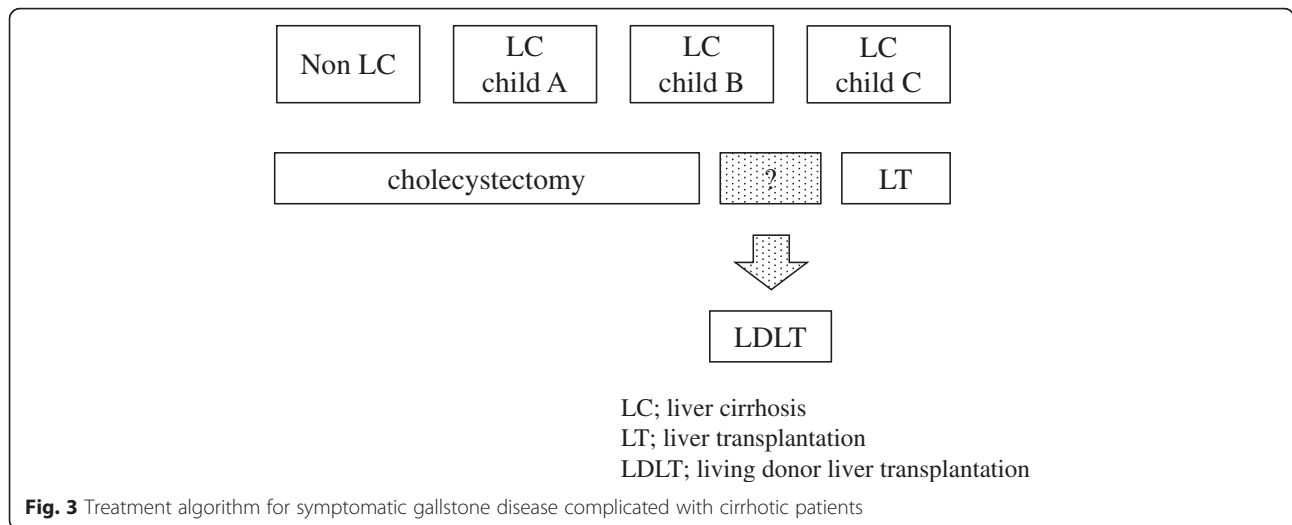 Non LC
LC
child A
LC
child B
LC
child C
cholecystectomy
?
LT
LDLT
LC; liver cirrhosis
LT; liver transplantation
LDLT; living donor liver transplantation
Fig. 3 Treatment algorithm for symptomatic gallstone disease complicated with cirrhotic patients